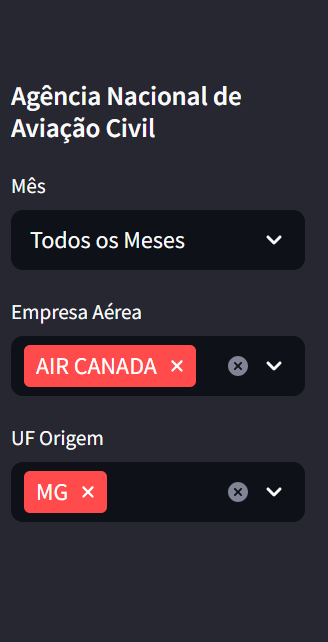 Agência Nacional de
Aviação Civil
Mês
Todos os Meses
Empresa Aérea
AIR CANADA
UF Origem
MG